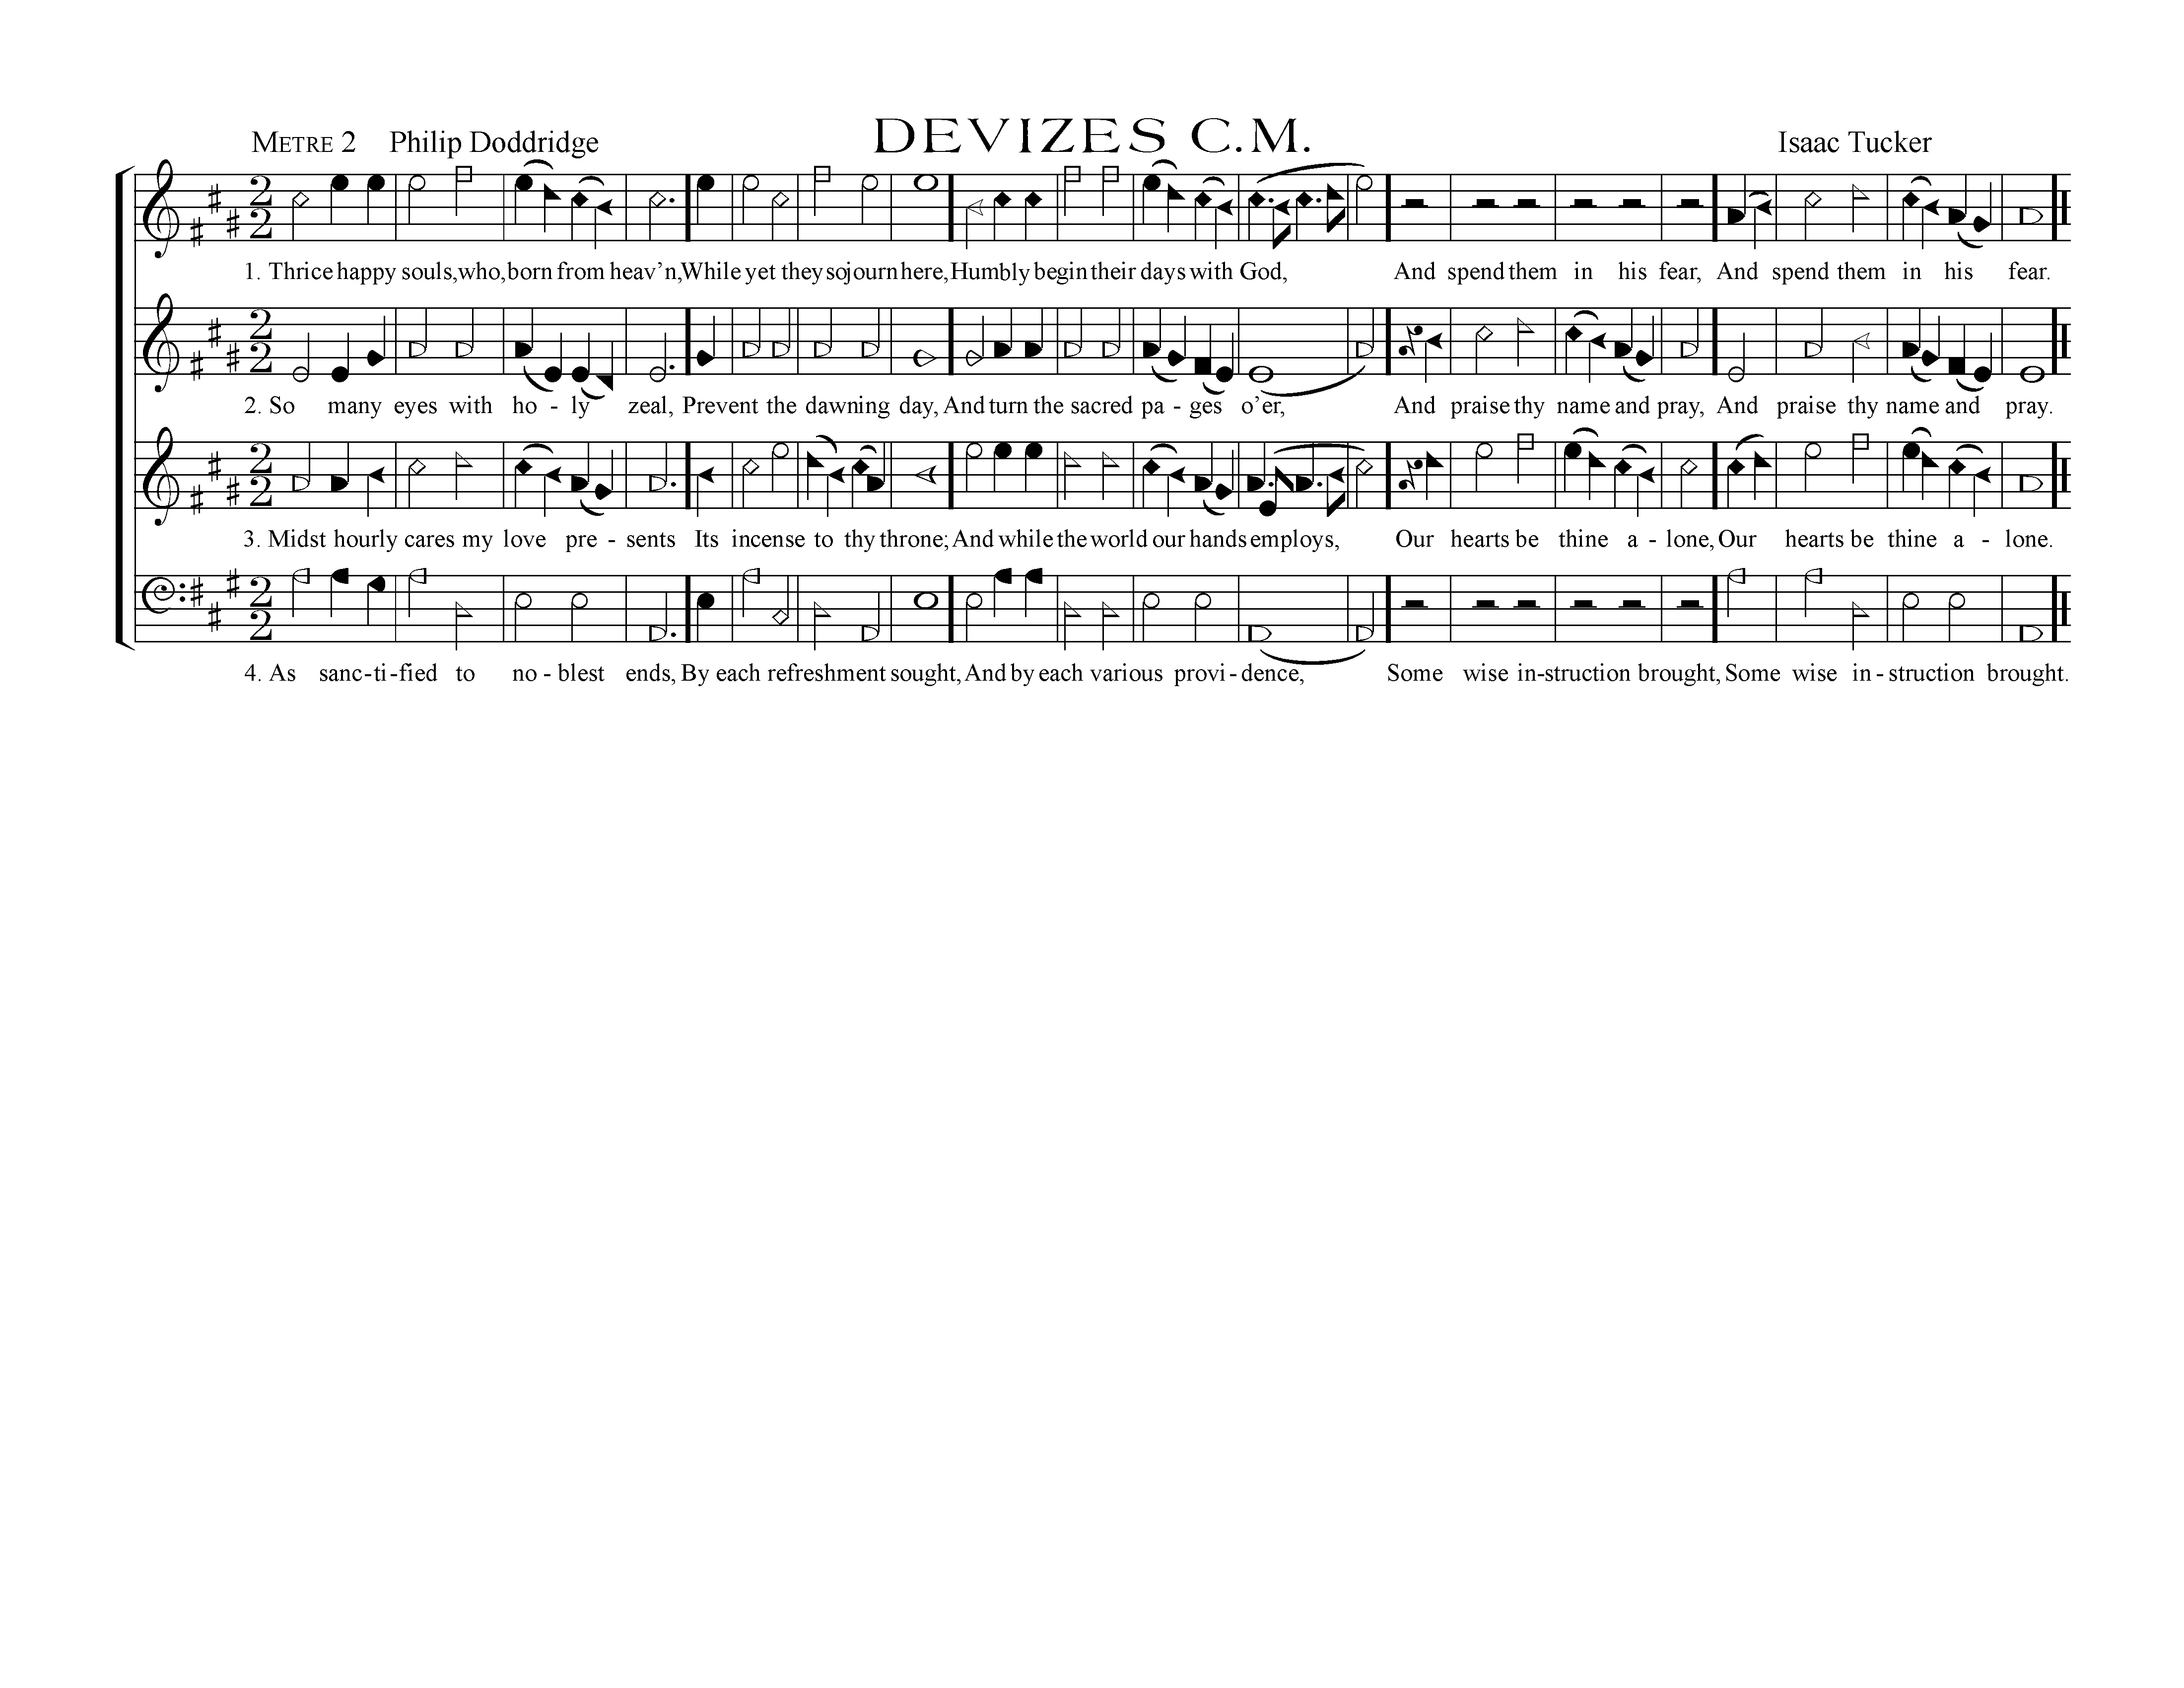 DEVIZES C.M.
METRE 2 Philip Doddridge Isaac Tucker
1. Thrice happy souls, who, born from heav’n, While yet they sojourn here, Humbly begin their days with God, And spend them in his fear, And spend them in his fear.
2. So many eyes with ho - ly zeal, Prevent the dawning day, And turn the sacred pa - ges o’er, And praise thy name and pray, And praise thy name and pray.
3. Midst hourly cares my love pre - sents Its incense to thy throne; And while the world our hands employs, Our hearts be thine a - lone, Our hearts be thine a - lone.
4. As sanc-ti-fied to no - blest ends, By each refreshment sought, And by each various provi - dence, Some wise in-struction brought, Some wise in - struction brought.